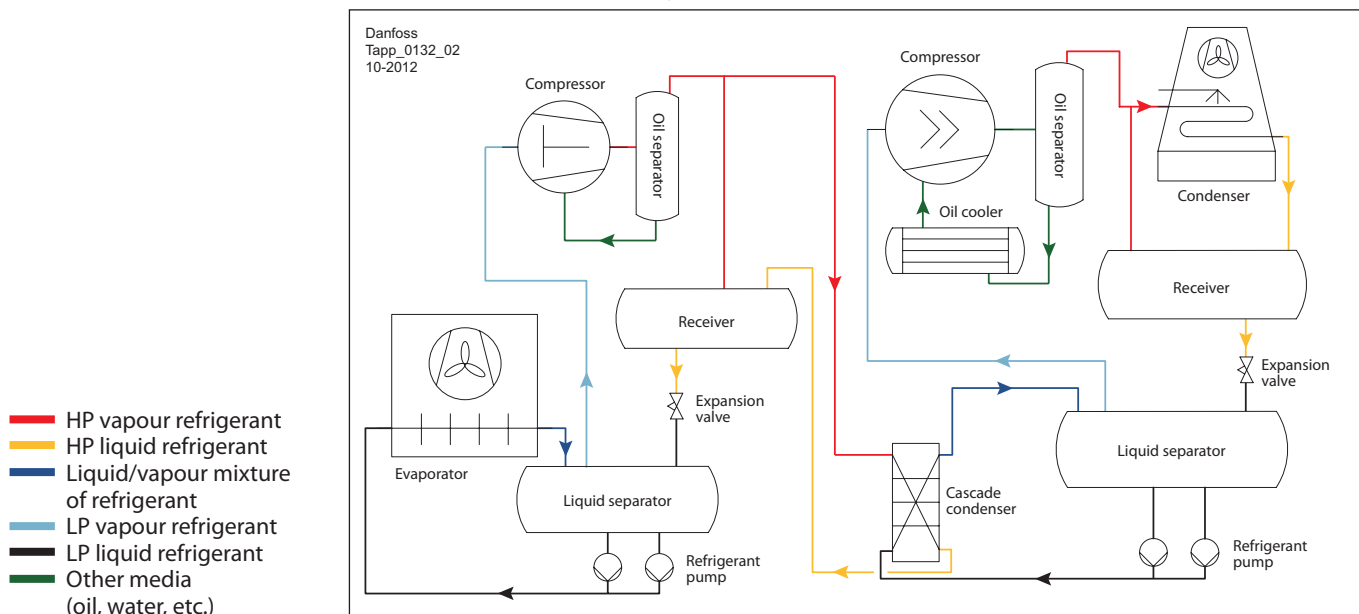 Danfoss
Tapp_0132_02
10-2012
Compressor
Oil separator
Compressor
Oil separator
Oil cooler
Condenser
Receiver
Receiver
Expansion
valve
Expansion
valve
Evaporator
Liquid separator
Liquid separator
Cascade
condenser
Refrigerant
pump
Refrigerant
pump
HP vapour refrigerant
HP liquid refrigerant
Liquid/vapour mixture
of refrigerant
LP vapour refrigerant
LP liquid refrigerant
Other media
(oil, water, etc.)